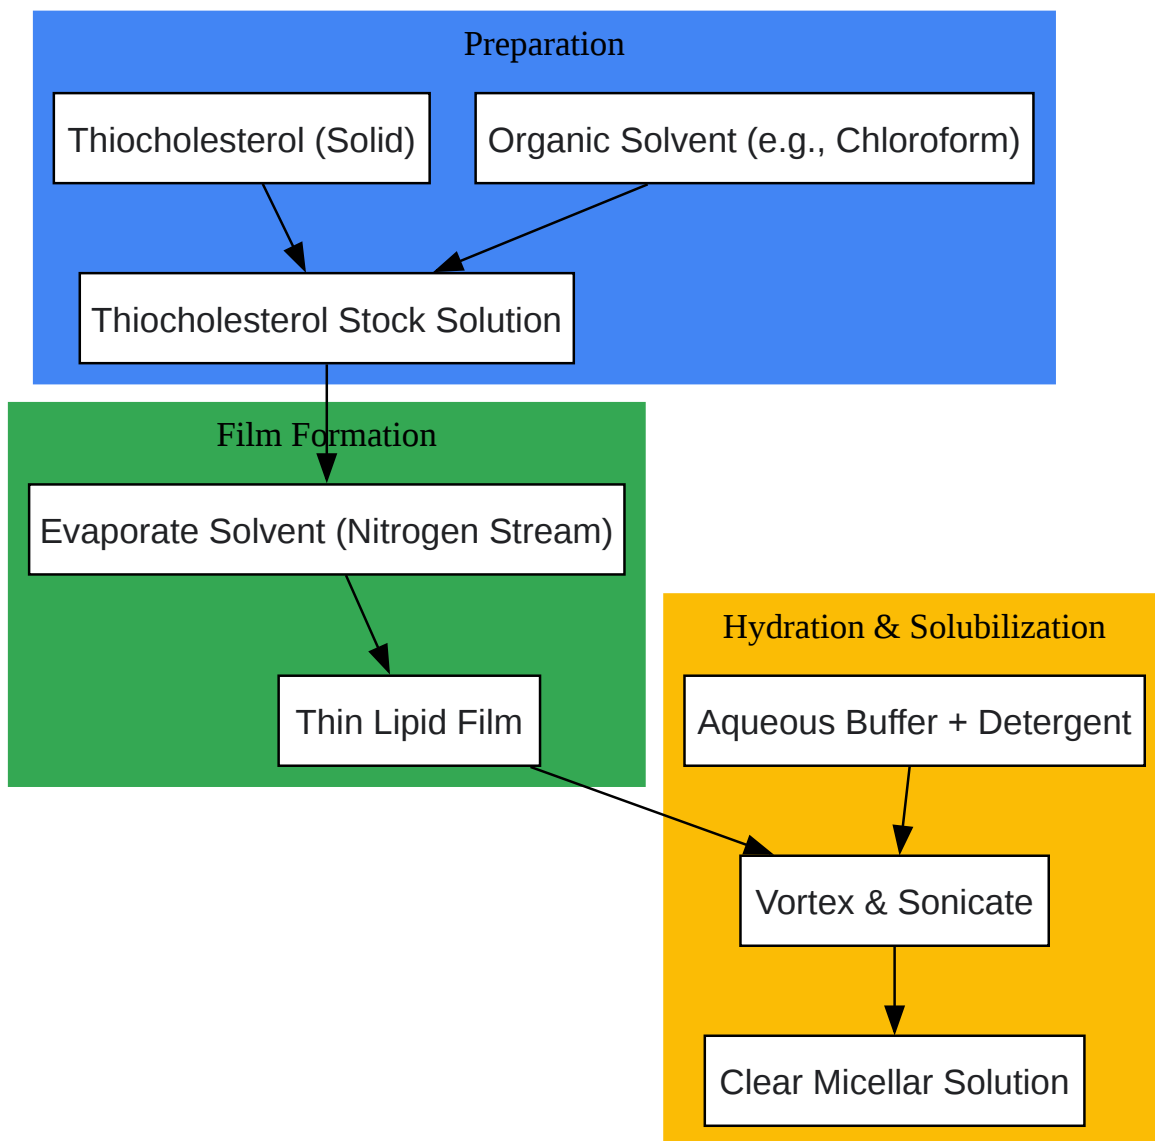 Preparation
Thiocholesterol (Solid)
Organic Solvent (e.g., Chloroform)
Thiocholesterol Stock Solution
Film Formation
Evaporate Solvent (Nitrogen Stream)
Thin Lipid Film
Hydration & Solubilization
Aqueous Buffer + Detergent
Vortex & Sonicate
Clear Micellar Solution